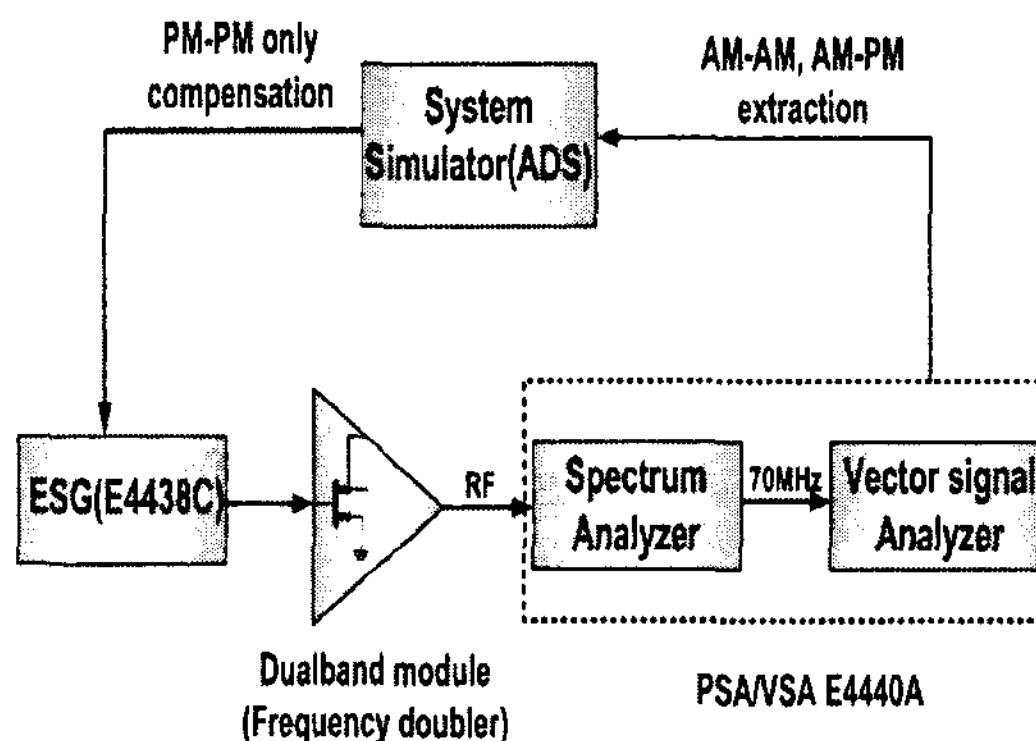 PM-PM only
compensation
System
Simulator(ADS)
AM-AM, AM-PM
extraction
ESG(E4438C)
RF
Spectrum
Analyzer
70MHz
Vector signal
Analyzer
Dualband module
(Frequency doubler)
PSA/VSA E4440A